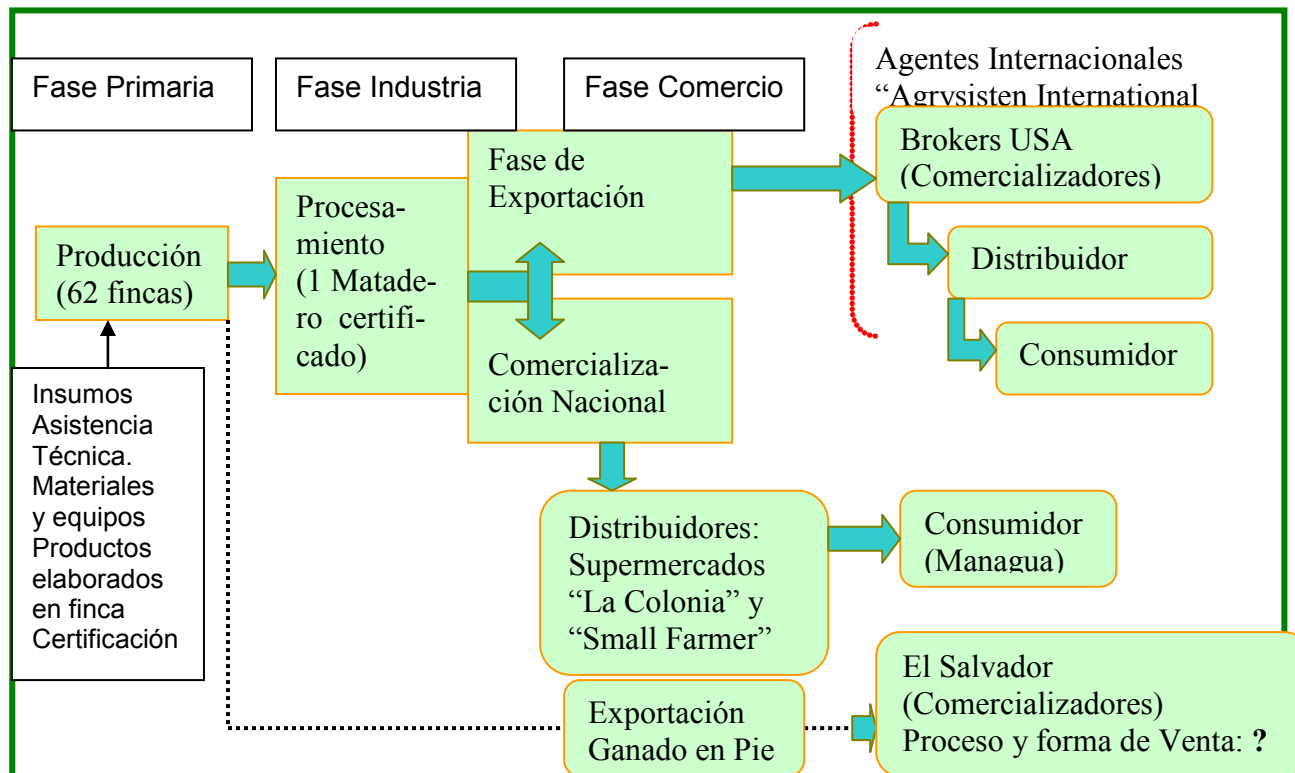 Fase Primaria
Fase Industria
Fase Comercio
Agentes Internacionales
“Agrysisten International
Brokers USA
(Comercializadores)
Distribuidor
Consumidor
Fase de
Exportación
Procesa-
miento
(1 Matade-
ro certifi-
cado)
Producción
(62 fincas)
Comercializa-
ción Nacional
Insumos
Asistencia
Técnica.
Materiales
y equipos
Productos
elaborados
en finca
Certificación
Distribuidores:
Supermercados
“La Colonia” y
“Small Farmer”
Consumidor
(Managua)
Exportación
Ganado en Pie
El Salvador
(Comercializadores)
Proceso y forma de Venta: ?